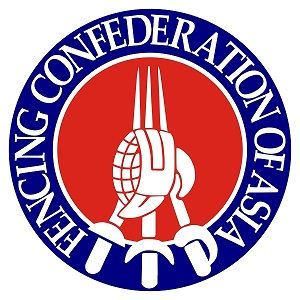 FENCING CONFEDERATION OF ASIA